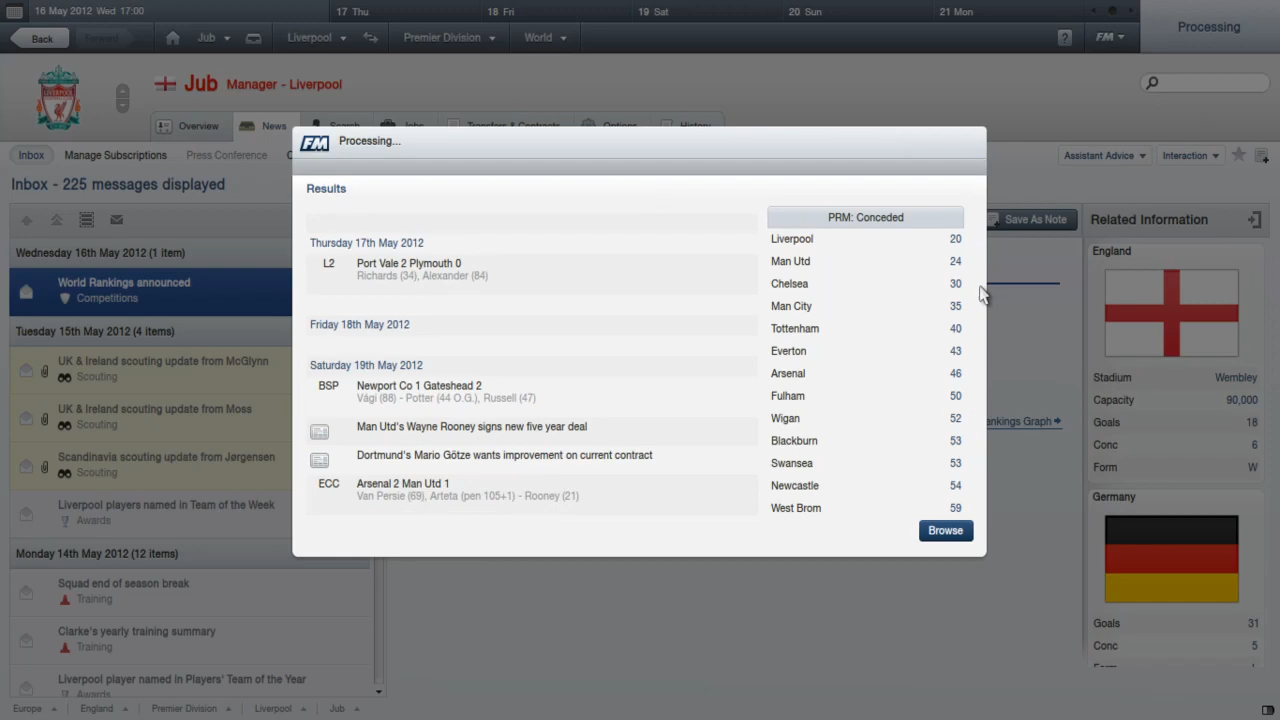 16 May 2012 Wed 17:00
17 Thu
18 Fri
19 Sat
20 Sun
21 Mon
Processing
Back
Forward
Job
Liverpool
Premier Division
World
?
FM
LIVERPOOL
Jub Manager - Liverpool
Overview
News
Search
Jobs
Transfers & Contracts
Options
History
Inbox
Manage Subscriptions
Press Conference
Assistant Advice
Interaction
Inbox - 225 messages displayed
Save As Note
Related Information
Wednesday 16th May 2012 (1 item)
World Rankings announced
Competitions
Tuesday 15th May 2012 (4 items)
UK & Ireland scouting update from McGlynn
Scouting
UK & Ireland scouting update from Moss
Scouting
Scandinavia scouting update from Jørgensen
Scouting
Liverpool players named in Team of the Week
Awards
Monday 14th May 2012 (12 items)
Squad end of season break
Training
Clarke's yearly training summary
Training
Liverpool player named in Players' Team of the Year
Awards
FM Processing...
Results
Thursday 17th May 2012
L2 Port Vale 2 Plymouth 0
Richards (34), Alexander (84)
Friday 18th May 2012
Saturday 19th May 2012
BSP Newport Co 1 Gateshead 2
Vági (88) - Potter (44 O.G.), Russell (47)
Man Utd's Wayne Rooney signs new five year deal
Dortmund's Mario Götze wants improvement on current contract
ECC Arsenal 2 Man Utd 1
Van Persie (69), Arteta (pen 105+1) - Rooney (21)
PRM: Conceded
Liverpool 20
Man Utd 24
Chelsea 30
Man City 35
Tottenham 40
Everton 43
Arsenal 46
Fulham 50
Wigan 52
Blackburn 53
Swansea 53
Newcastle 54
West Brom 59
Browse
ankings Graph
England
Stadium Wembley
Capacity 90,000
Goals 18
Conc 6
Form W
Germany
Goals 31
Conc 5
Europe
England
Premier Division
Liverpool
Jub